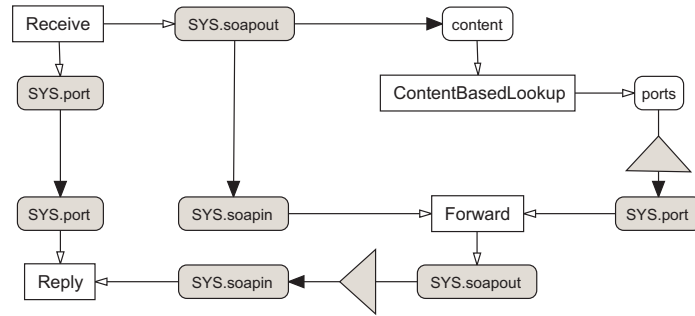 Receive
SYS.soapout
content
SYS.port
ContentBasedLookup
ports
SYS.port
SYS.soapin
Forward
SYS.port
Reply
SYS.soapin
SYS.soapout